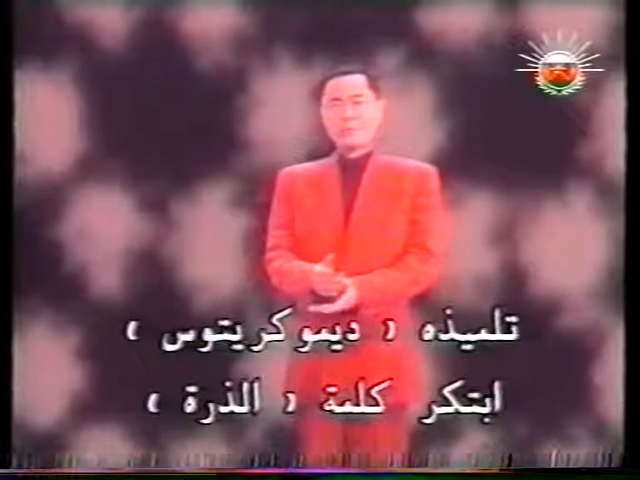 تلميذه ( ديموكريتوس )
ابتكر كلمة ( الذرة )